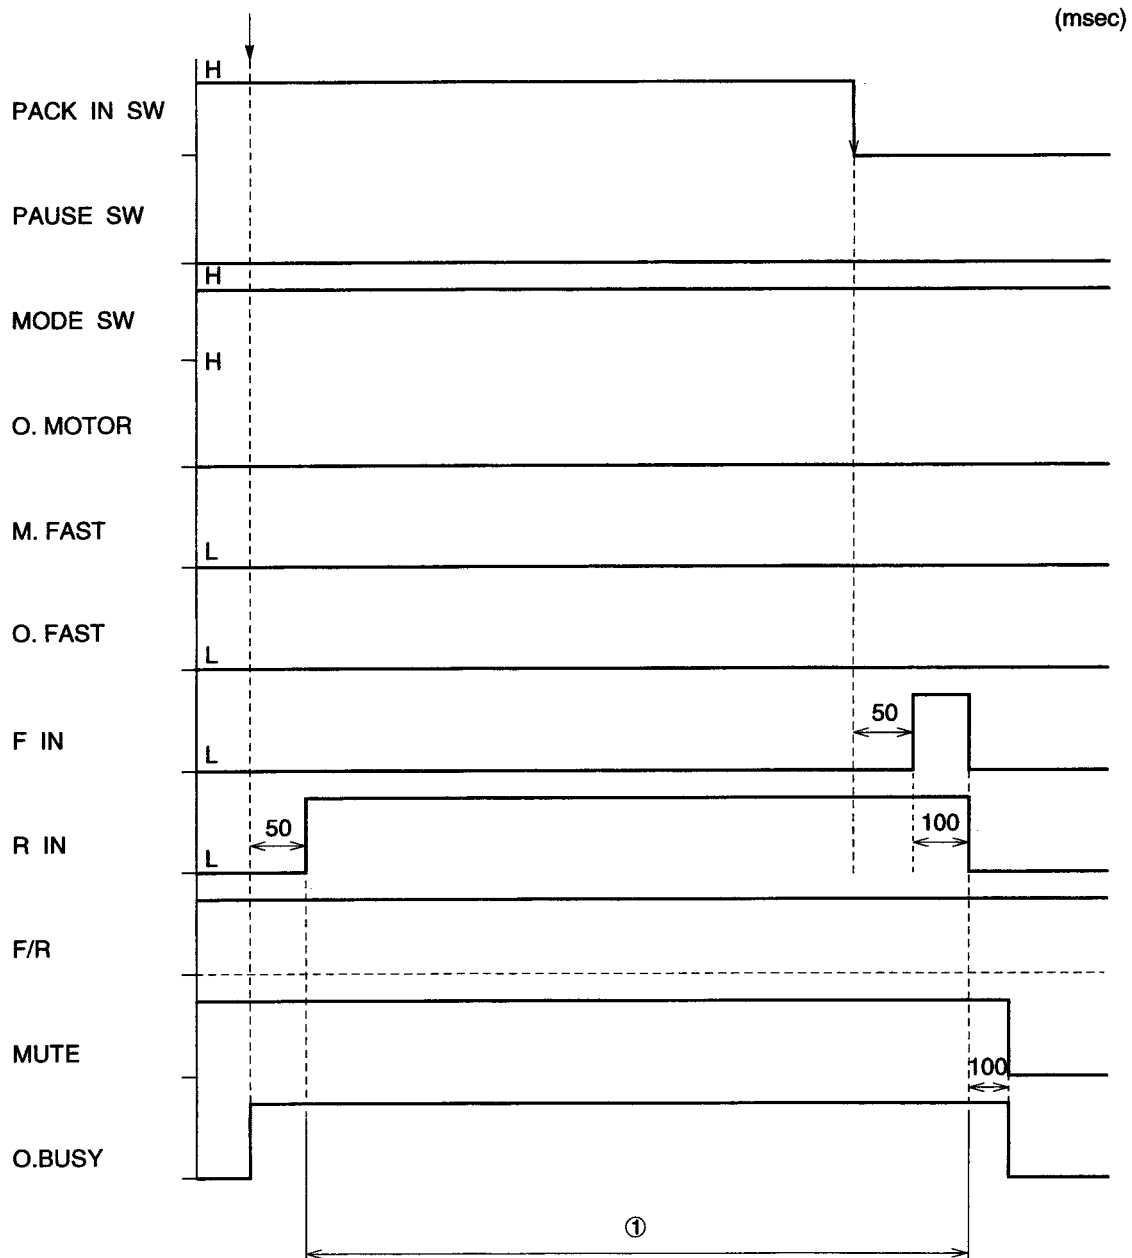 (msec)
H
PACK IN SW
PAUSE SW
H
MODE SW
H
O. MOTOR
M. FAST
L
O. FAST
L
50
F IN
L
50
100
R IN
L
F/R
MUTE
100
O.BUSY
①